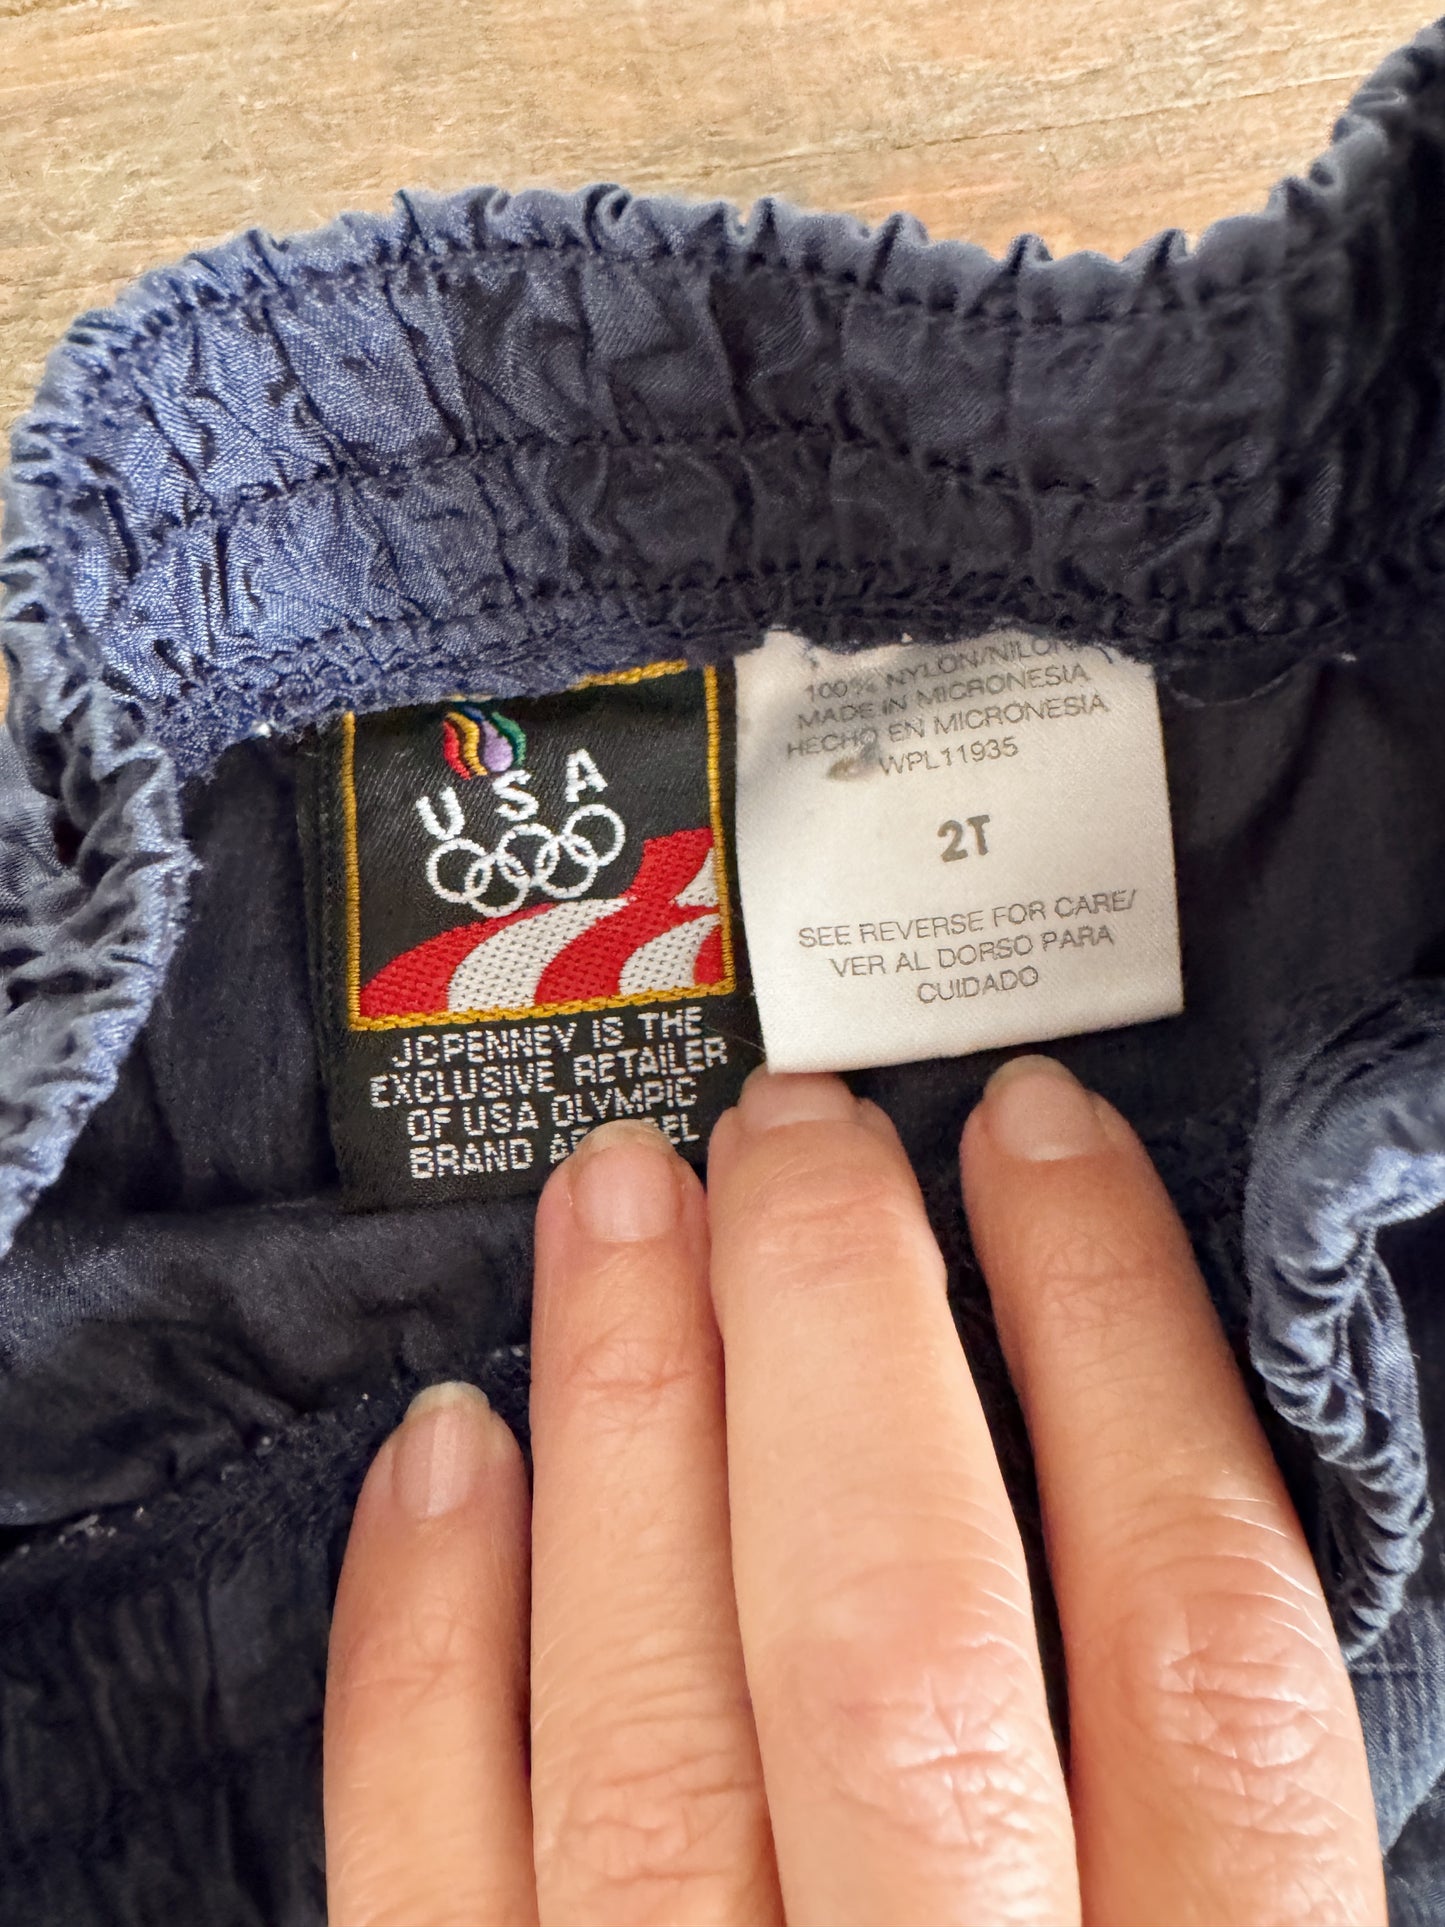 USA
JCPENNEY IS THE
EXCLUSIVE RETAILER
OF USA OLYMPIC
BRAND
100% NYLON/NILON
MADE IN MICRONESIA
HECHO EN MICRONESIA
WPL11935
2T
SEE REVERSE FOR CARE/
VER AL DORSO PARA
CUIDADO